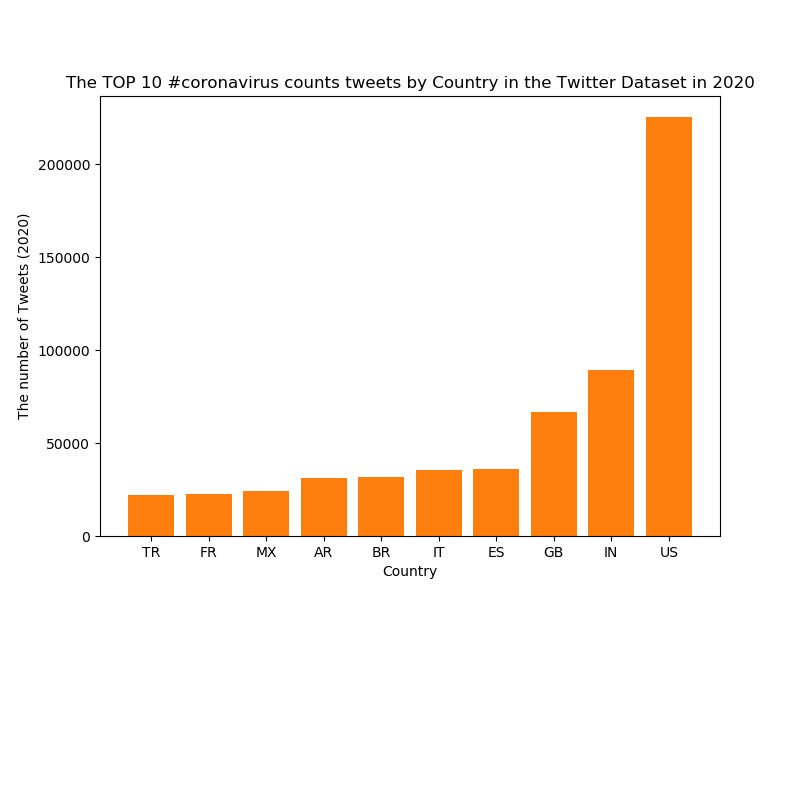 The TOP 10 #coronavirus counts tweets by Country in the Twitter Dataset in 2020
The number of Tweets (2020)
200000
150000
100000
50000
0
TR FR MX AR BR IT ES GB IN US
Country